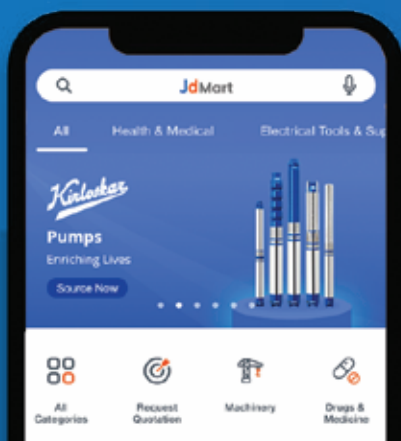 JdMart
All Health & Medical Electrical Tools & Sup
Kirloskar
Pumps
Enriching Lives
Source Now
All Request Machinery Drugs &
Categories Quotation Medicine